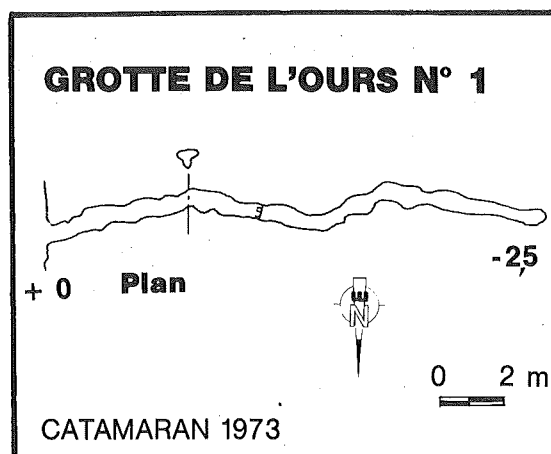 GROTTE DE L'OURS N° 1
-2,5
+ 0 Plan
N
0 2 m
CATAMARAN 1973